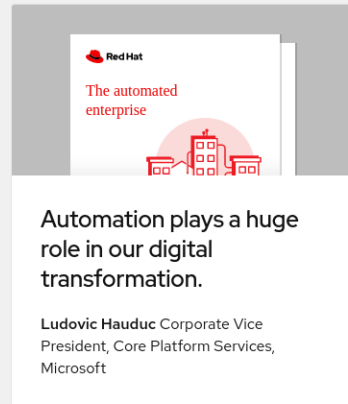 Red Hat
The automated
enterprise
Automation plays a huge
role in our digital
transformation.
Ludovic Hauduc Corporate Vice
President, Core Platform Services,
Microsoft